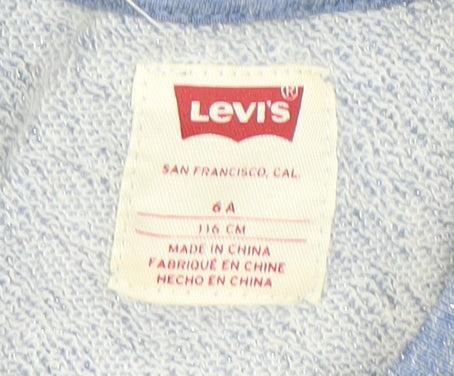 LEVI'S®
SAN FRANCISCO, CAL.
6 A
116 CM
MADE IN CHINA
FABRIQUÉ EN CHINE
HECHO EN CHINA